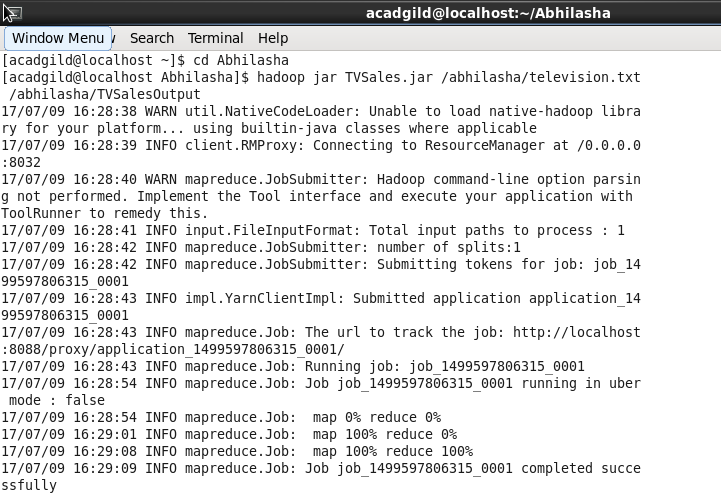 acadgild@localhost:~/Abhilasha
Window Menu Search Terminal Help
[acadgild@localhost ~]$ cd Abhilasha
[acadgild@localhost Abhilasha]$ hadoop jar TVSales.jar /abhilasha/television.txt
 /abhilasha/TVSalesOutput
17/07/09 16:28:38 WARN util.NativeCodeLoader: Unable to load native-hadoop libra
ry for your platform... using builtin-java classes where applicable
17/07/09 16:28:39 INFO client.RMProxy: Connecting to ResourceManager at /0.0.0.0
:8032
17/07/09 16:28:40 WARN mapreduce.JobSubmitter: Hadoop command-line option parsin
g not performed. Implement the Tool interface and execute your application with
ToolRunner to remedy this.
17/07/09 16:28:41 INFO input.FileInputFormat: Total input paths to process : 1
17/07/09 16:28:42 INFO mapreduce.JobSubmitter: number of splits:1
17/07/09 16:28:42 INFO mapreduce.JobSubmitter: Submitting tokens for job: job_14
99597806315_0001
17/07/09 16:28:43 INFO impl.YarnClientImpl: Submitted application application_14
99597806315_0001
17/07/09 16:28:43 INFO mapreduce.Job: The url to track the job: http://localhost
:8088/proxy/application_1499597806315_0001/
17/07/09 16:28:43 INFO mapreduce.Job: Running job: job_1499597806315_0001
17/07/09 16:28:54 INFO mapreduce.Job: Job job_1499597806315_0001 running in uber
 mode : false
17/07/09 16:28:54 INFO mapreduce.Job:  map 0% reduce 0%
17/07/09 16:29:01 INFO mapreduce.Job:  map 100% reduce 0%
17/07/09 16:29:08 INFO mapreduce.Job:  map 100% reduce 100%
17/07/09 16:29:09 INFO mapreduce.Job: Job job_1499597806315_0001 completed succe
ssfully